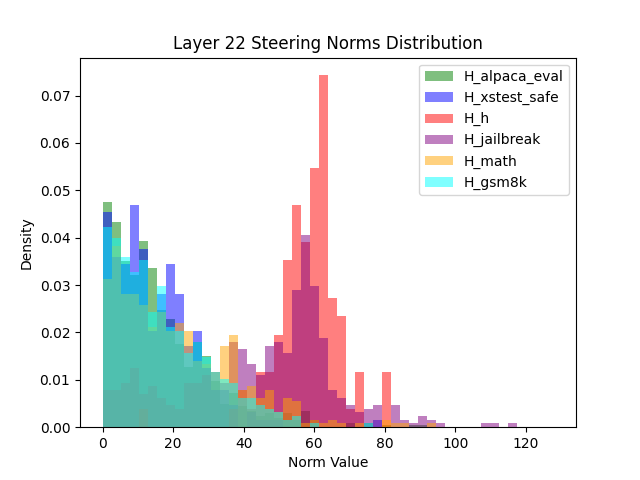 Layer 22 Steering Norms Distribution
Density
0.07
0.06
0.05
0.04
0.03
0.02
0.01
0.00
H_alpaca_eval
H_xstest_safe
H_h
H_jailbreak
H_math
H_gsm8k
0 20 40 60 80 100 120
Norm Value